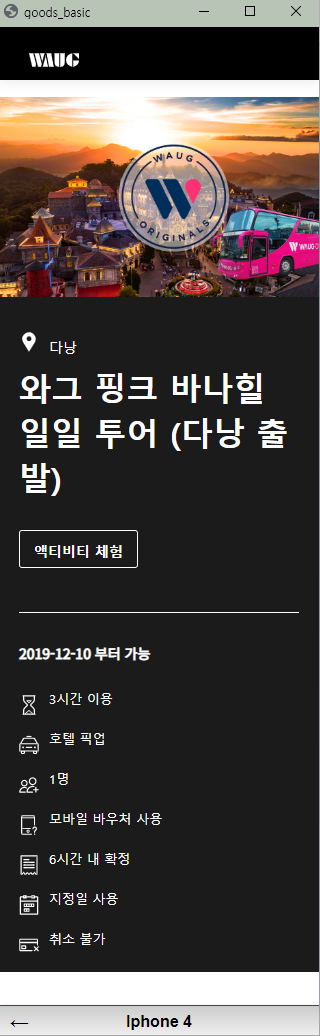 goods_basic
WAUG
WAUG
ORIGINALS
WAUG
다낭
와그 핑크 바나힐
일일 투어 (다낭 출
발)
액티비티 체험
2019-12-10 부터 가능
3시간 이용
호텔 픽업
1명
모바일 바우처 사용
6시간 내 확정
지정일 사용
취소 불가
← Iphone 4